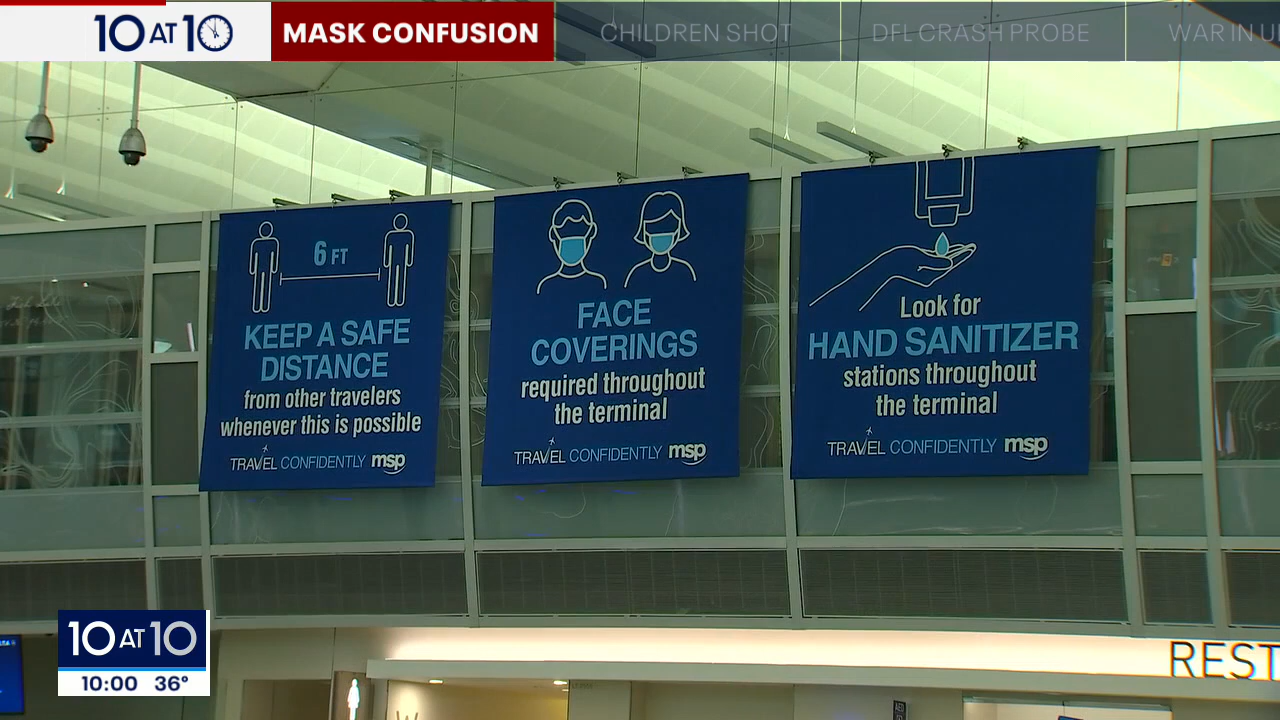 10 AT 10
MASK CONFUSION
CHILDREN SHOT
DFL CRASH PROBE
WAR IN U
6 FT
KEEP A SAFE
DISTANCE
from other travelers
whenever this is possible
TRAVEL CONFIDENTLY msp
FACE
COVERINGS
required throughout
the terminal
TRAVEL CONFIDENTLY msp
Look for
HAND SANITIZER
stations throughout
the terminal
TRAVEL CONFIDENTLY msp
REST
AED
10 AT 10
10:00 36°